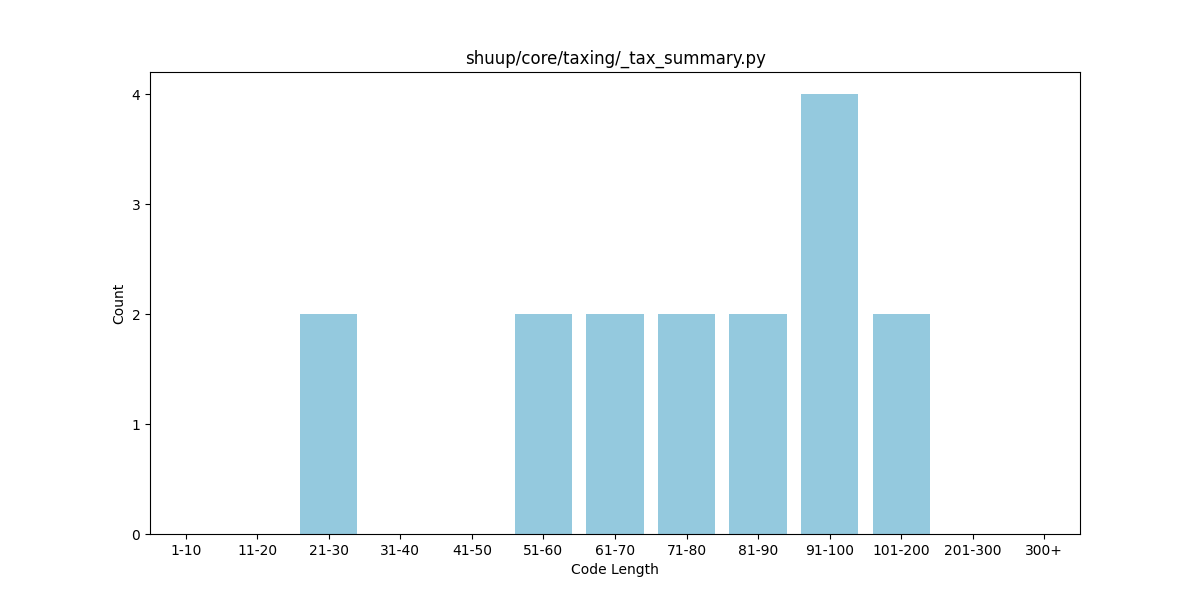 shuup/core/taxing/_tax_summary.py
4
3
2
1
0
Count
1-10 11-20 21-30 31-40 41-50 51-60 61-70 71-80 81-90 91-100 101-200 201-300 300+
Code Length